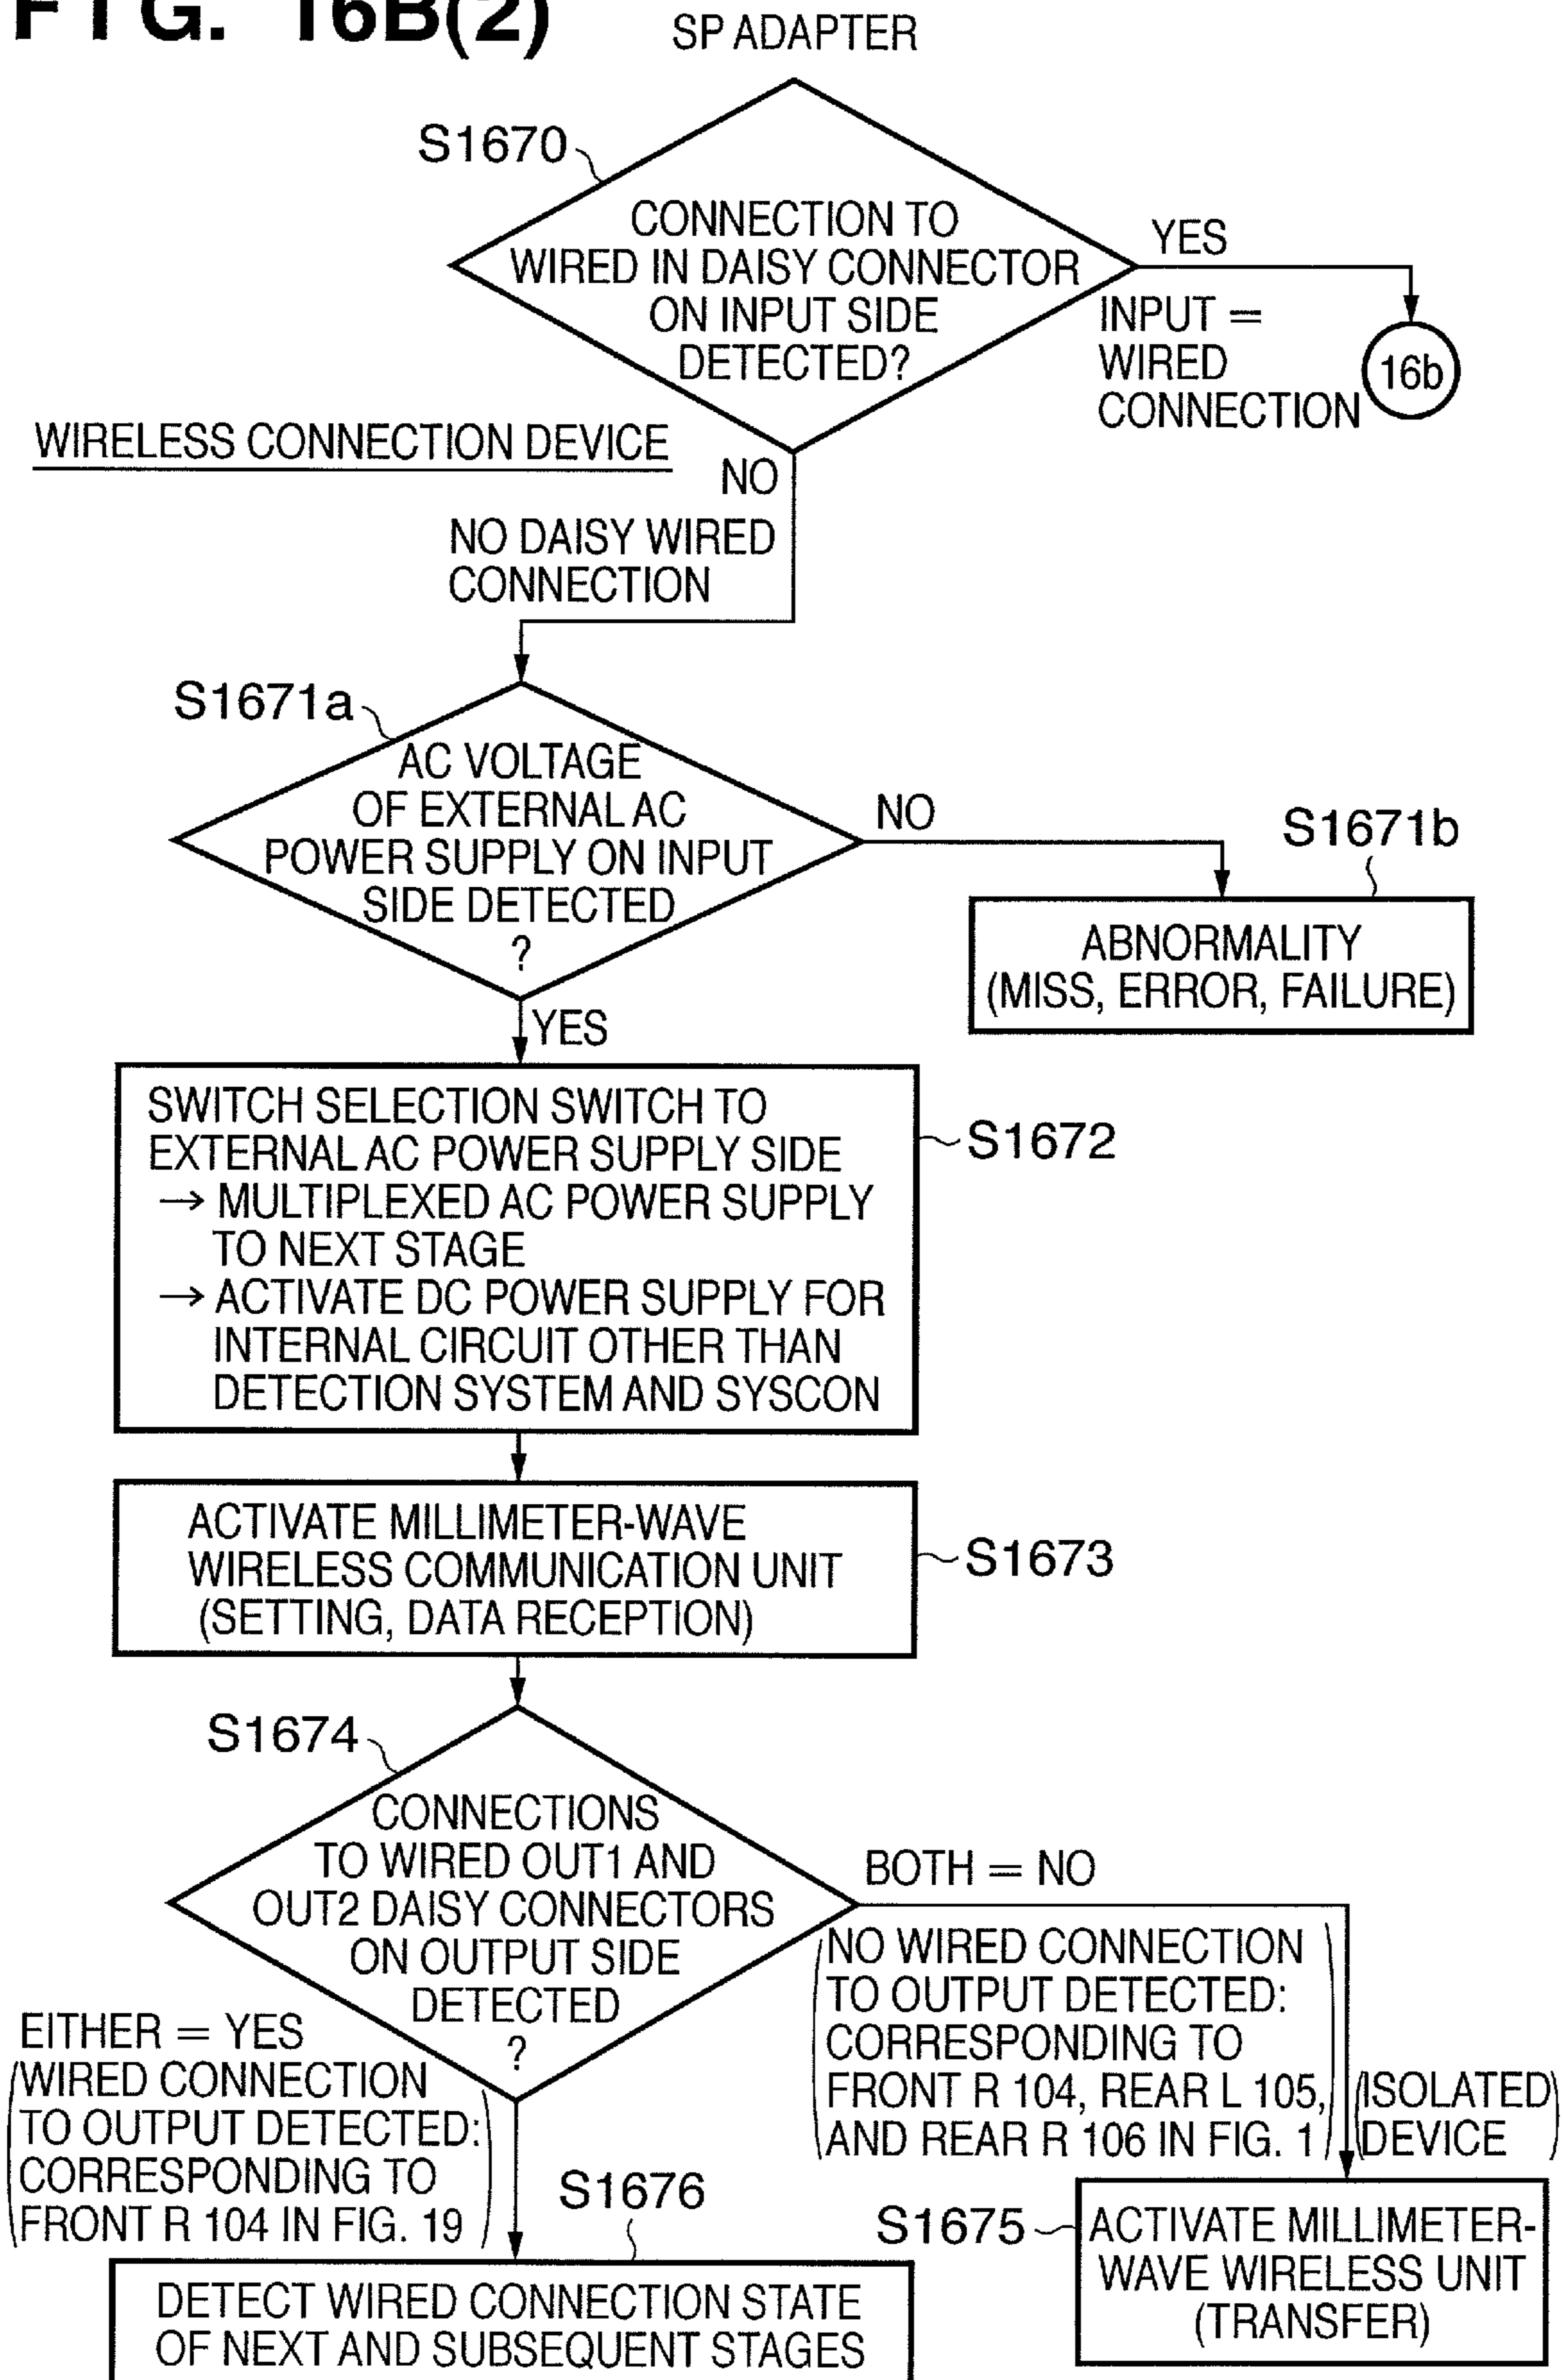 FIG. 16B(2)
SP ADAPTER
S1670
CONNECTION TO
WIRED IN DAISY CONNECTOR
ON INPUT SIDE
DETECTED?
YES
INPUT =
WIRED
CONNECTION
16b
WIRELESS CONNECTION DEVICE
NO
NO DAISY WIRED
CONNECTION
S1671a
AC VOLTAGE
OF EXTERNAL AC
POWER SUPPLY ON INPUT
SIDE DETECTED
?
NO
S1671b
ABNORMALITY
(MISS, ERROR, FAILURE)
YES
SWITCH SELECTION SWITCH TO
EXTERNAL AC POWER SUPPLY SIDE
→ MULTIPLEXED AC POWER SUPPLY
TO NEXT STAGE
→ ACTIVATE DC POWER SUPPLY FOR
INTERNAL CIRCUIT OTHER THAN
DETECTION SYSTEM AND SYSCON
S1672
ACTIVATE MILLIMETER-WAVE
WIRELESS COMMUNICATION UNIT
(SETTING, DATA RECEPTION)
S1673
S1674
CONNECTIONS
TO WIRED OUT1 AND
OUT2 DAISY CONNECTORS
ON OUTPUT SIDE
DETECTED
?
BOTH = NO
(NO WIRED CONNECTION
TO OUTPUT DETECTED:
CORRESPONDING TO
FRONT R 104, REAR L 105,
AND REAR R 106 IN FIG. 1)
(ISOLATED
DEVICE)
EITHER = YES
(WIRED CONNECTION
TO OUTPUT DETECTED:
CORRESPONDING TO
FRONT R 104 IN FIG. 19)
S1675
ACTIVATE MILLIMETER-
WAVE WIRELESS UNIT
(TRANSFER)
S1676
DETECT WIRED CONNECTION STATE
OF NEXT AND SUBSEQUENT STAGES